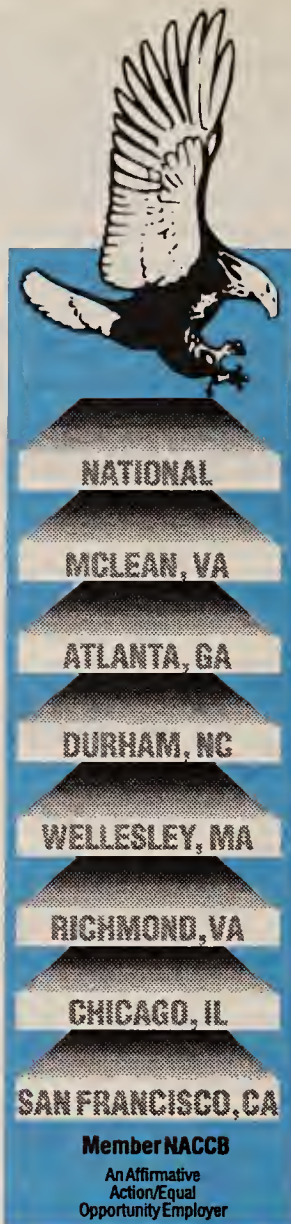 NATIONAL
MCLEAN, VA
ATLANTA, GA
DURHAM, NC
WELLESLEY, MA
RICHMOND, VA
CHICAGO, IL
SAN FRANCISCO, CA
Member NACCB
An Affirmative
Action/Equal
Opportunity Employer